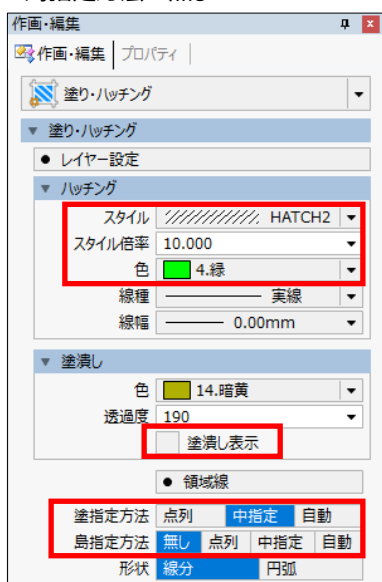 作画・編集
作画・編集 プロパティ
塗り・ハッチング
塗り・ハッチング
レイヤー設定
ハッチング
スタイル HATCH2
スタイル倍率 10.000
色 4.緑
線種 実線
線幅 0.00mm
塗潰し
色 14.暗黄
透過度 190
塗潰し表示
領域線
塗指定方法 点列 中指定 自動
島指定方法 無し 点列 中指定 自動
形状 線分 円弧